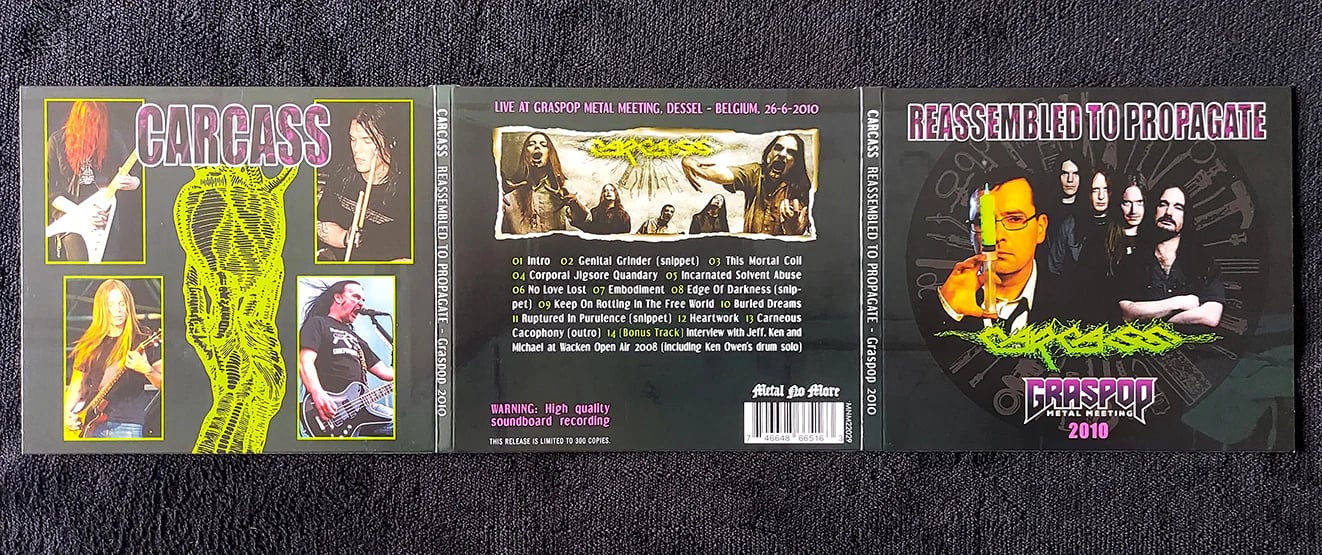 CARCASS
CARCASS REASSEMBLED TO PROPAGATE - Graspop 2010
LIVE AT GRASPOP METAL MEETING, DESSEL - BELGIUM, 26-6-2010
CARCASS
01 Intro 02 Genital Grinder (snippet) 03 This Mortal Coil
04 Corporal Jigsore Quandary 05 Incarnated Solvent Abuse
06 No Love Lost 07 Embodiment 08 Edge Of Darkness (snip-
pet) 09 Keep On Rotting In The Free World 10 Buried Dreams
11 Ruptured In Purulence (snippet) 12 Heartwork 13 Carneous
Cacophony (outro) 14 (Bonus Track) Interview with Jeff, Ken and
Michael at Wacken Open Air 2008 (including Ken Owen's drum solo)
WARNING: High quality
soundboard recording
THIS RELEASE IS LIMITED TO 300 COPIES.
Metal No More
7 46648 66516
MNM22029
CARCASS REASSEMBLED TO PROPAGATE - Graspop 2010
REASSEMBLED TO PROPAGATE
CARCASS
GRASPOP
METAL MEETING
2010